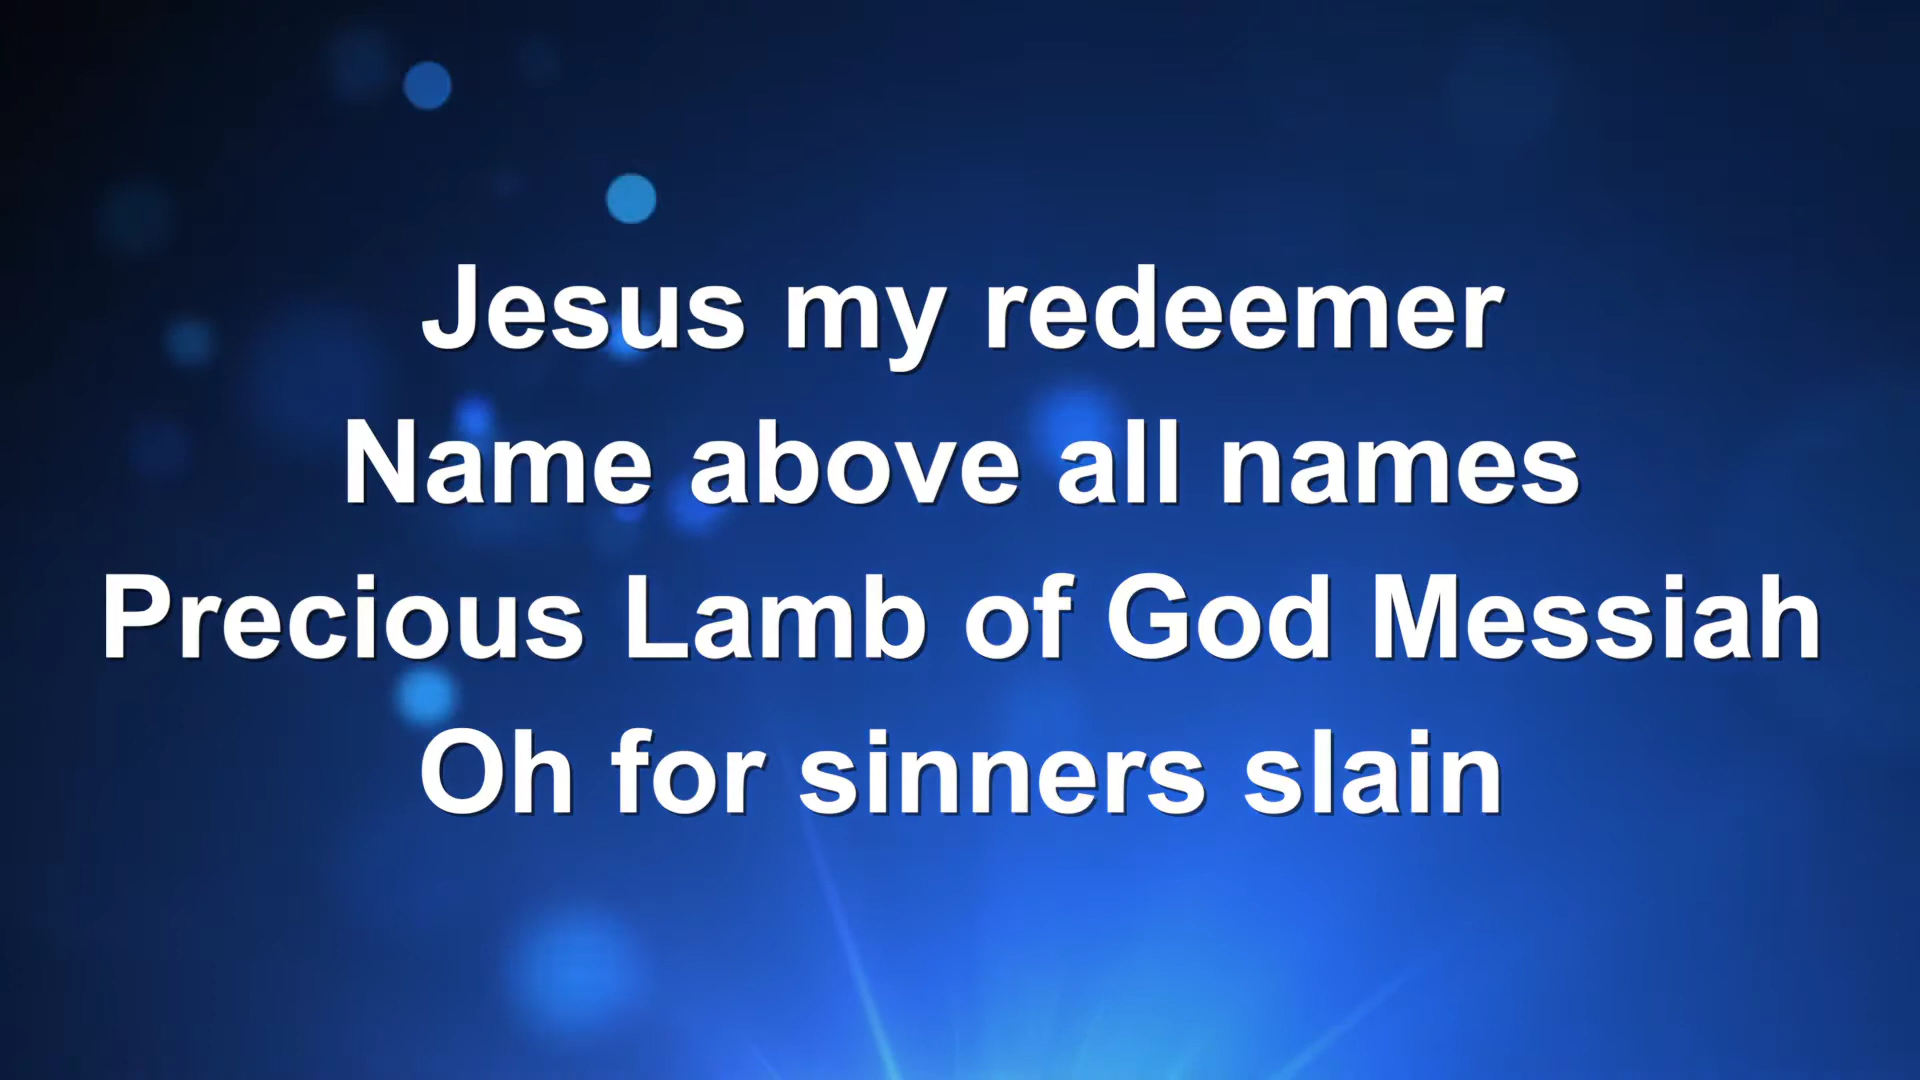 Jesus my redeemer
Name above all names
Precious Lamb of God Messiah
Oh for sinners slain